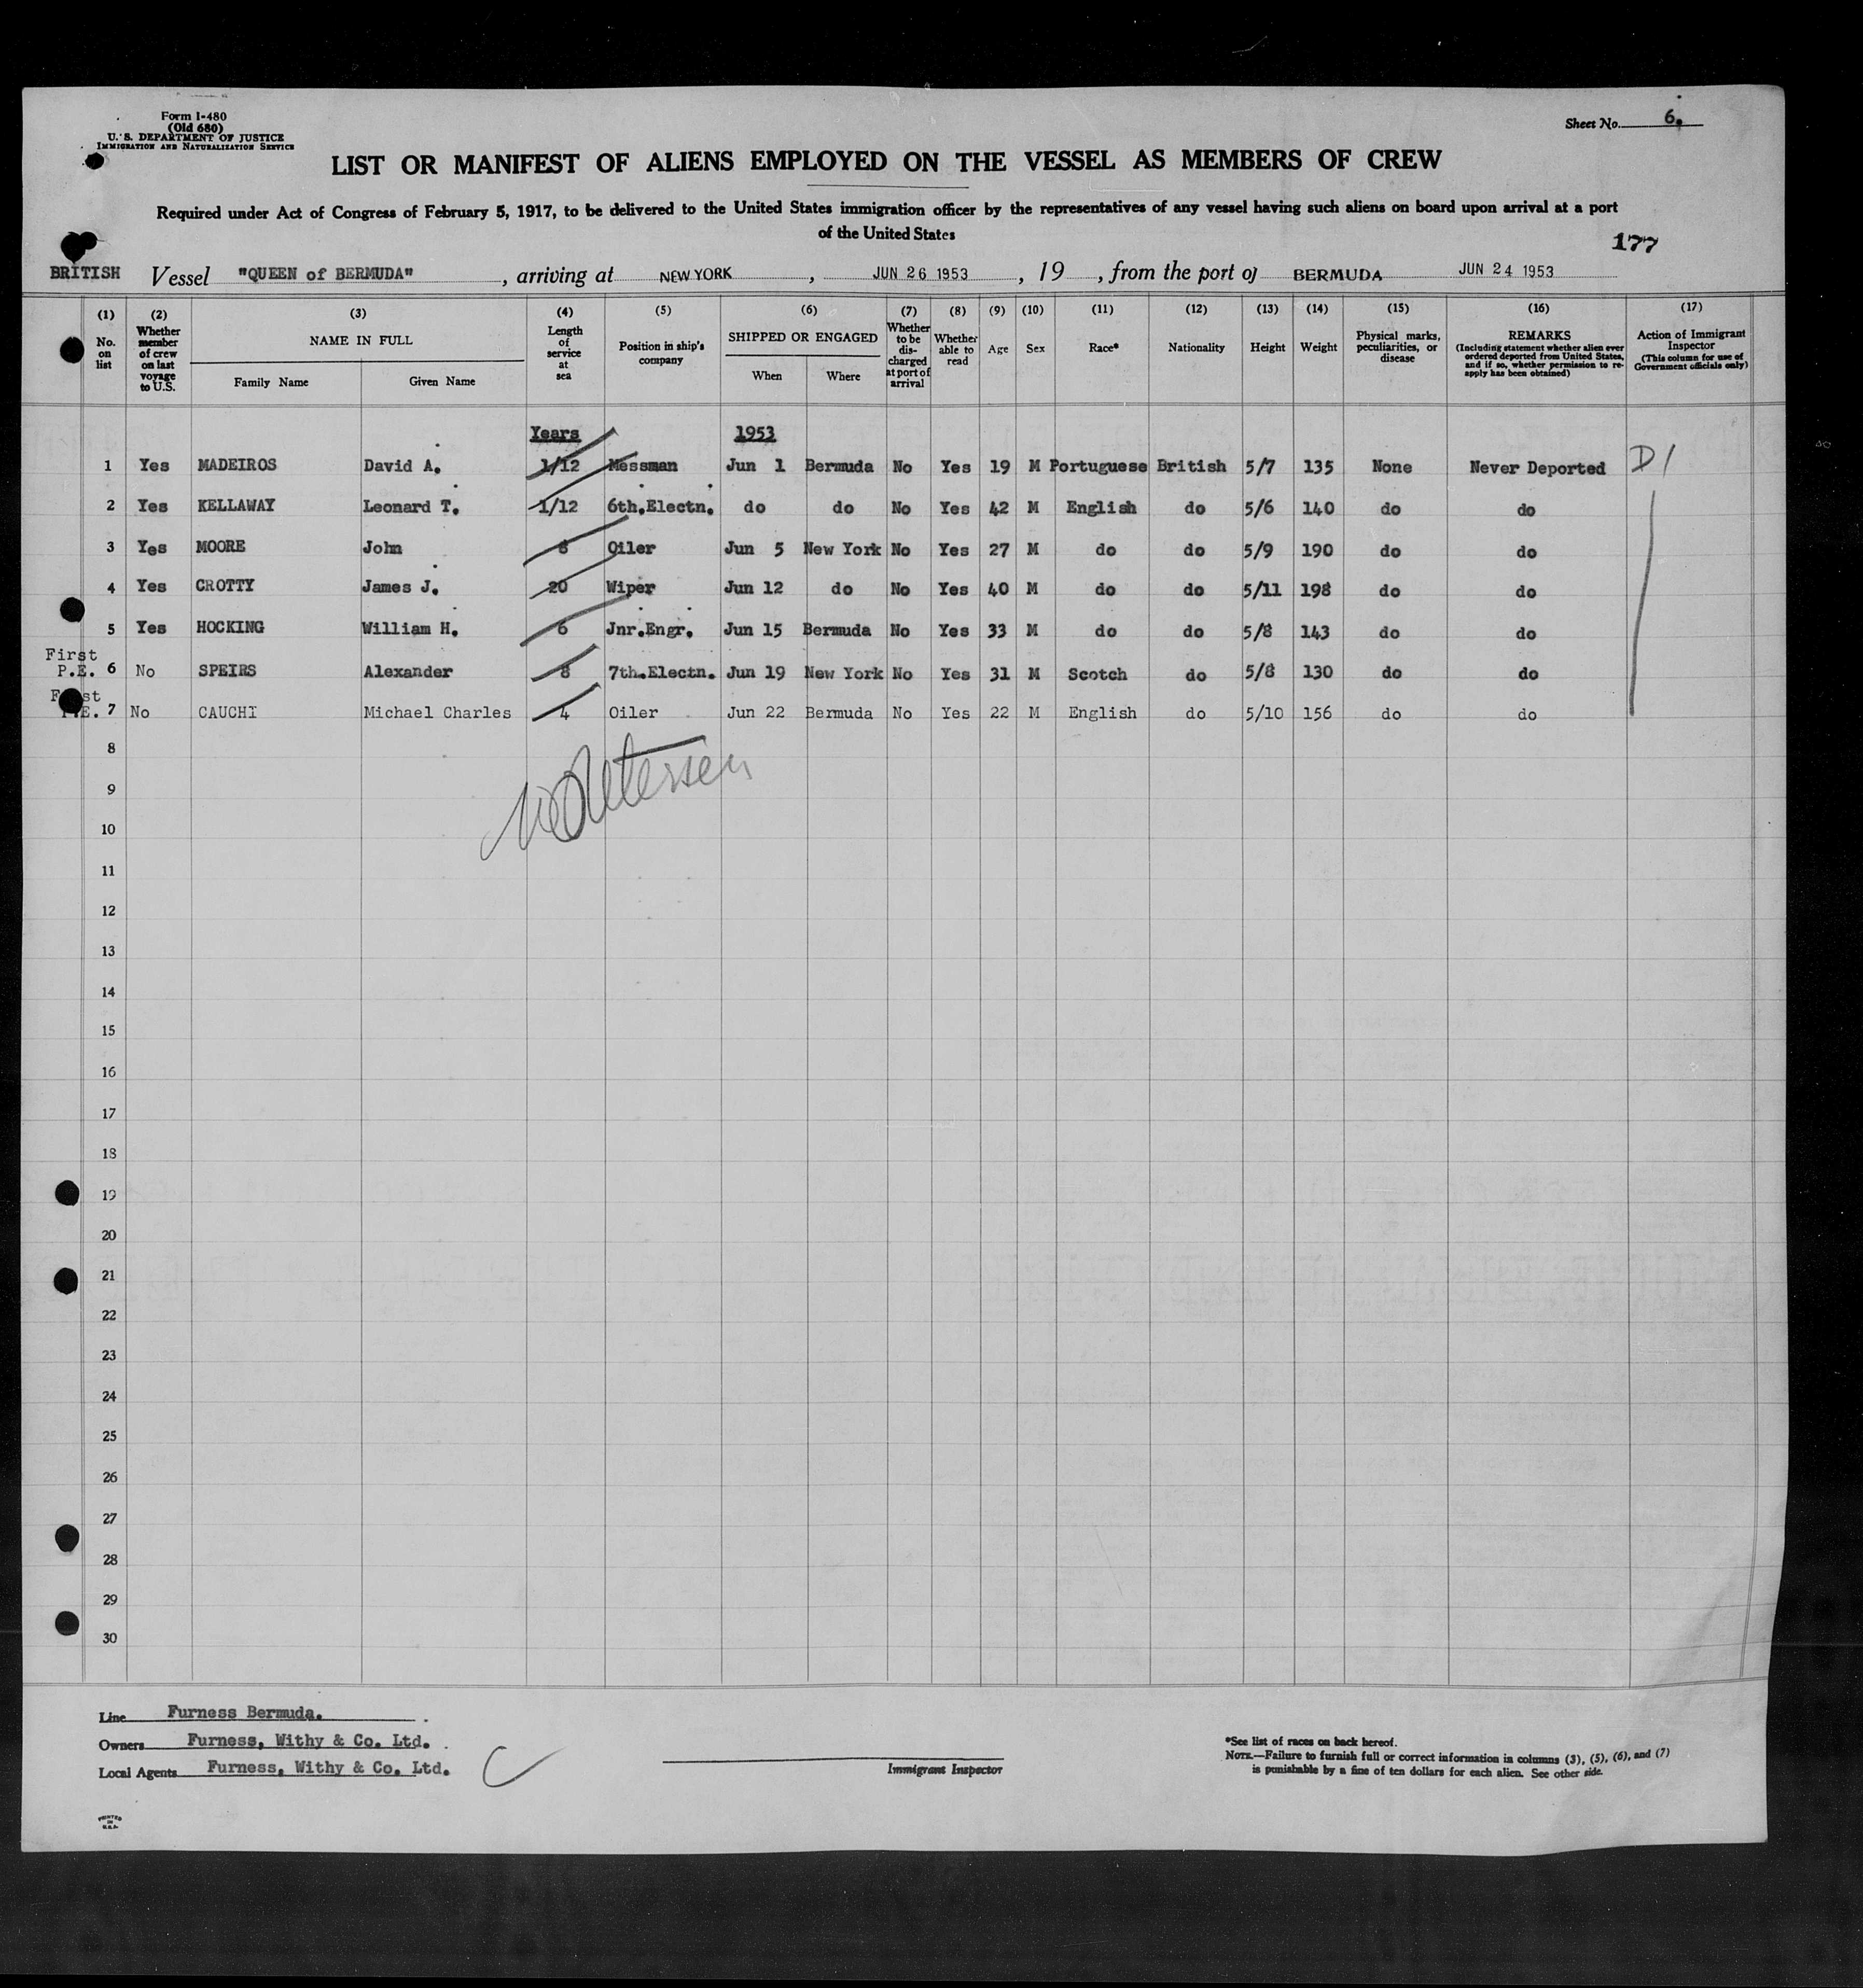 Form I-480
(Old 680)
U. S. DEPARTMENT OF JUSTICE
IMMIGRATION AND NATURALIZATION SERVICE
Sheet No. 6.
LIST OR MANIFEST OF ALIENS EMPLOYED ON THE VESSEL AS MEMBERS OF CREW
Required under Act of Congress of February 5, 1917, to be delivered to the United States immigration officer by the representatives of any vessel having such aliens on board upon arrival at a port
of the United States
177
BRITISH Vessel "QUEEN of BERMUDA" , arriving at NEW YORK , JUN 26 1953 , 19 , from the port of BERMUDA JUN 24 1953
(1) No. on list
(2) Whether member of crew on last voyage to U.S.
(3) NAME IN FULL
Family Name Given Name
(4) Length of service at sea
(5) Position in ship's company
(6) SHIPPED OR ENGAGED
When Where
(7) Whether to be discharged at port of arrival
(8) Whether able to read
(9) Age
(10) Sex
(11) Race*
(12) Nationality
(13) Height
(14) Weight
(15) Physical marks, peculiarities, or disease
(16) REMARKS
(Including statement whether alien ever ordered deported from United States, and if so, whether permission to re-apply has been obtained)
(17) Action of Immigrant Inspector
(This column for use of Government officials only)
Years 1953
1 Yes MADEIROS David A. 1/12 Messman Jun 1 Bermuda No Yes 19 M Portuguese British 5/7 135 None Never Deported D1
2 Yes KELLAWAY Leonard T. 1/12 6th.Electn. do do No Yes 42 M English do 5/6 140 do do
3 Yes MOORE John 8 Oiler Jun 5 New York No Yes 27 M do do 5/9 190 do do
4 Yes CROTTY James J. 20 Wiper Jun 12 do No Yes 40 M do do 5/11 198 do do
5 Yes HOCKING William H. 6 Jnr.Engr. Jun 15 Bermuda No Yes 33 M do do 5/8 143 do do
First
P.E. 6 No SPEIRS Alexander 8 7th.Electn. Jun 19 New York No Yes 31 M Scotch do 5/8 130 do do
First
P.E. 7 No CAUCHI Michael Charles 4 Oiler Jun 22 Bermuda No Yes 22 M English do 5/10 156 do do
8
Petersen
9
10
11
12
13
14
15
16
17
18
19
20
21
22
23
24
25
26
27
28
29
30
Line Furness Bermuda.
Owners Furness, Withy & Co. Ltd.
Local Agents Furness, Withy & Co. Ltd.
Immigrant Inspector
*See list of races on back hereof.
NOTE.—Failure to furnish full or correct information in columns (3), (5), (6), and (7)
is punishable by a fine of ten dollars for each alien. See other side.
PRINTED
IN
U.S.A.